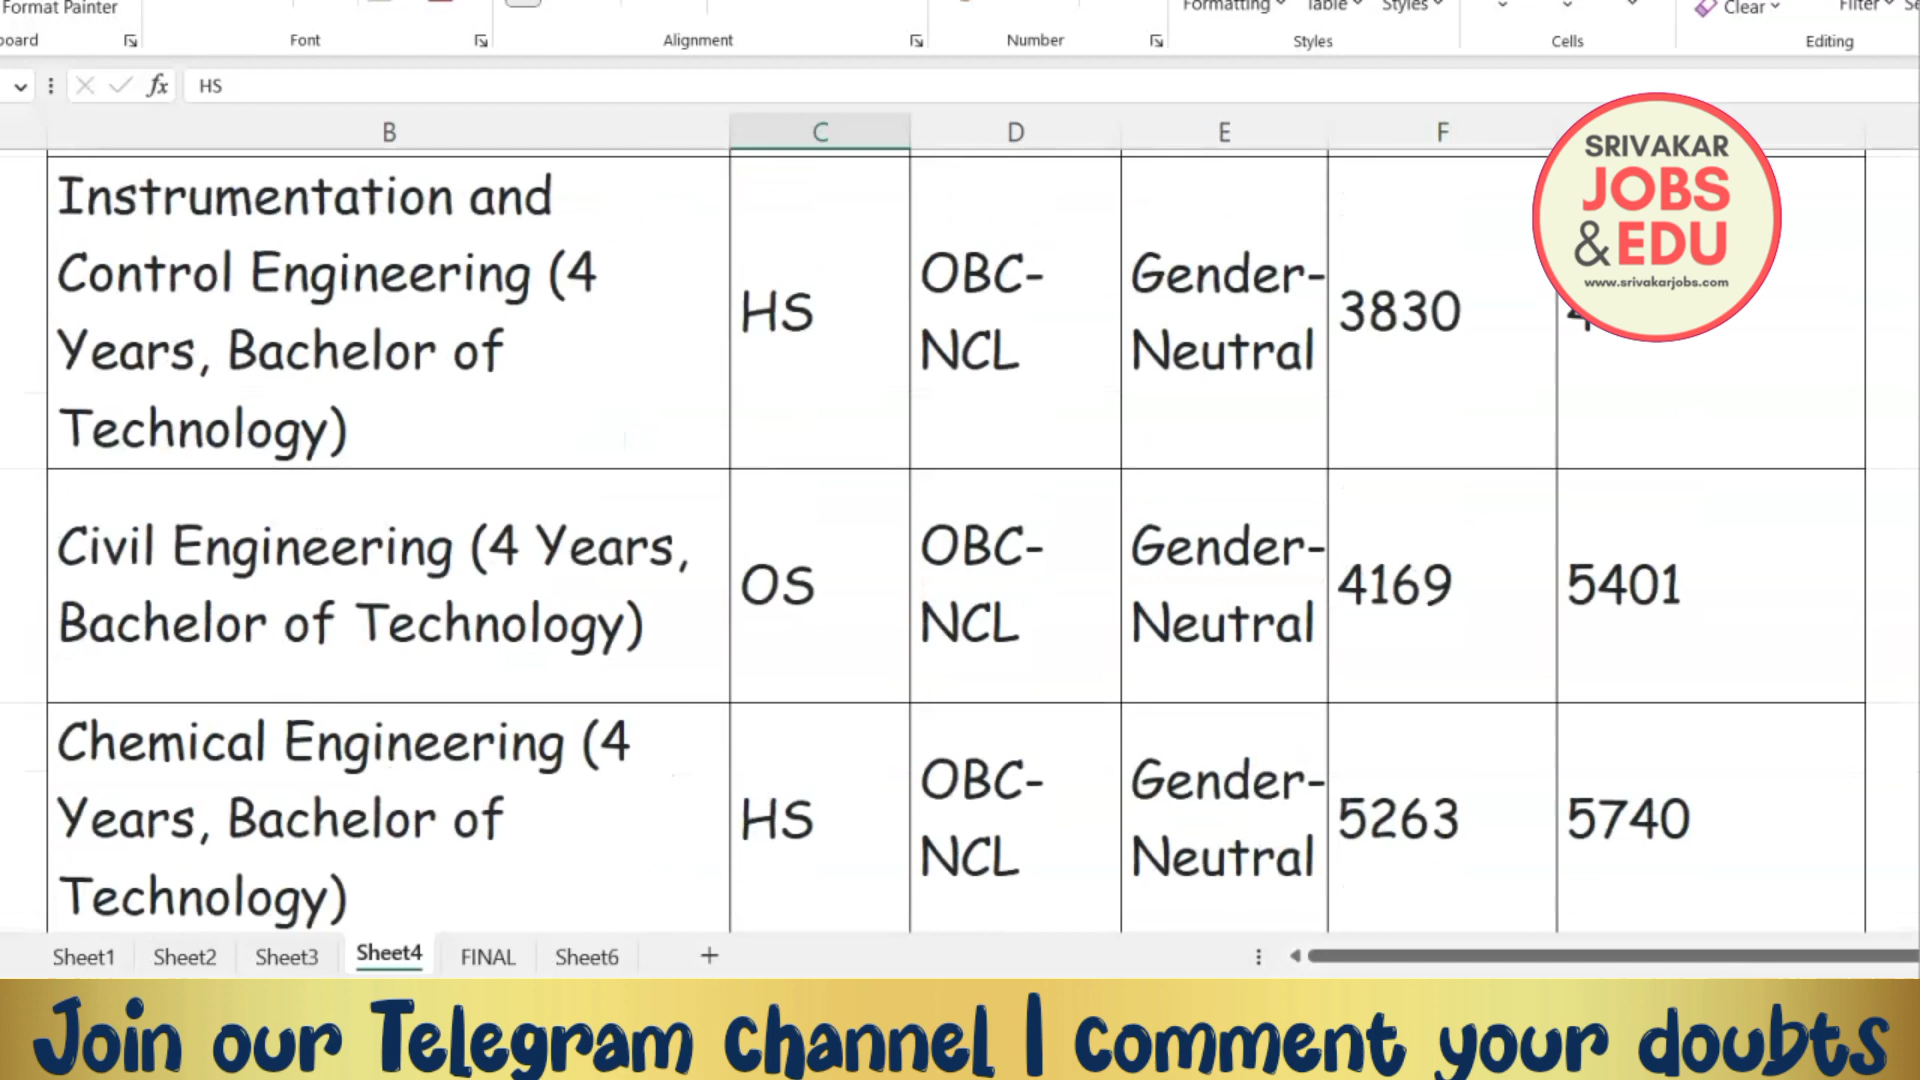 Format Painter
Formatting
Table
Styles
Clear
Filter
board
Font
Alignment
Number
Styles
Cells
Editing
fx HS
B C D E F
SRIVAKAR
JOBS
&EDU
www.srivakarjobs.com
Instrumentation and
Control Engineering (4
Years, Bachelor of
Technology)
HS
OBC-
NCL
Gender-
Neutral
3830
Civil Engineering (4 Years,
Bachelor of Technology)
OS
OBC-
NCL
Gender-
Neutral
4169
5401
Chemical Engineering (4
Years, Bachelor of
Technology)
HS
OBC-
NCL
Gender-
Neutral
5263
5740
Sheet1 Sheet2 Sheet3 Sheet4 FINAL Sheet6 +
Join our Telegram channel | comment your doubts